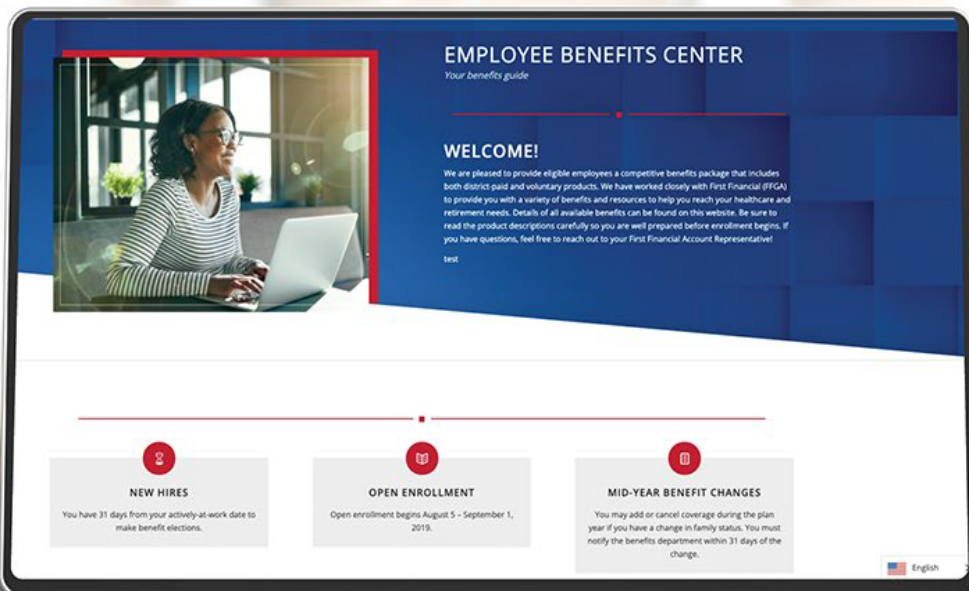 EMPLOYEE BENEFITS CENTER
Your benefits guide
WELCOME!
We are pleased to provide eligible employees a competitive benefits package that includes
both district-paid and voluntary products. We have worked closely with First Financial (FFGA)
to provide you with a variety of benefits and resources to help you reach your healthcare and
retirement needs. Details of all available benefits can be found on this website. Be sure to
read the product descriptions carefully so you are well prepared before enrollment begins. If
you have questions, feel free to reach out to your First Financial Account Representative!
test
NEW HIRES
You have 31 days from your actively-at-work date to
make benefit elections.
OPEN ENROLLMENT
Open enrollment begins August 5 – September 1,
2019.
MID-YEAR BENEFIT CHANGES
You may add or cancel coverage during the plan
year if you have a change in family status. You must
notify the benefits department within 31 days of the
change.
English